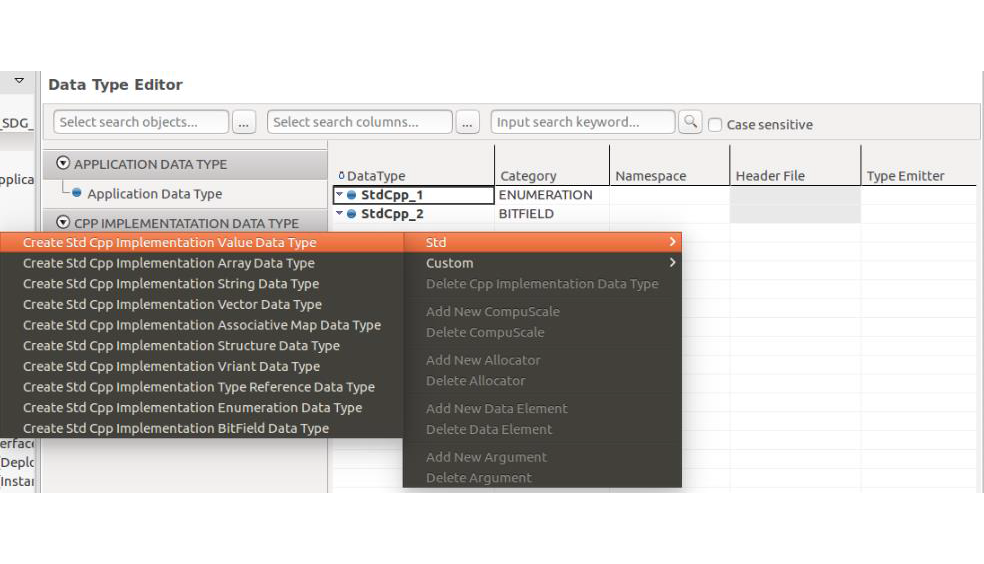 Data Type Editor
Select search objects... ... Select search columns... ... Input search keyword... Case sensitive
_SDG_
APPLICATION DATA TYPE
DataType Category Namespace Header File Type Emitter
pplica
Application Data Type
StdCpp_1 ENUMERATION
StdCpp_2 BITFIELD
CPP IMPLEMENTATATION DATA TYPE
Create Std Cpp Implementation Value Data Type
Create Std Cpp Implementation Array Data Type
Create Std Cpp Implementation String Data Type
Create Std Cpp Implementation Vector Data Type
Create Std Cpp Implementation Associative Map Data Type
Create Std Cpp Implementation Structure Data Type
Create Std Cpp Implementation Vriant Data Type
Create Std Cpp Implementation Type Reference Data Type
Create Std Cpp Implementation Enumeration Data Type
Create Std Cpp Implementation BitField Data Type
Std
Custom
Delete Cpp Implementation Data Type
Add New CompuScale
Delete CompuScale
Add New Allocator
Delete Allocator
Add New Data Element
Delete Data Element
Add New Argument
Delete Argument
erface
Deplo
Instan